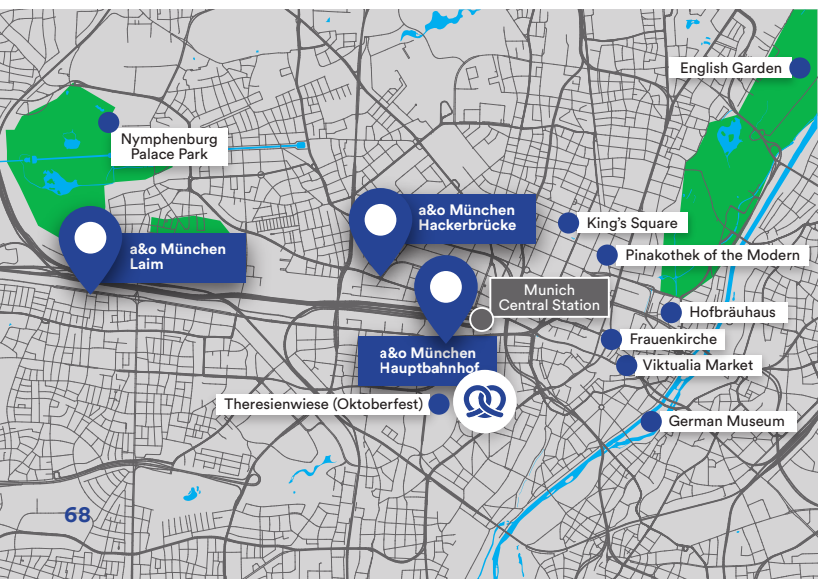 English Garden
Nymphenburg
Palace Park
a&o München
Hackerbrücke
King's Square
a&o München
Laim
Pinakothek of the Modern
Munich
Central Station
Hofbräuhaus
Frauenkirche
a&o München
Hauptbahnhof
Viktualia Market
Theresienwiese (Oktoberfest)
German Museum
68